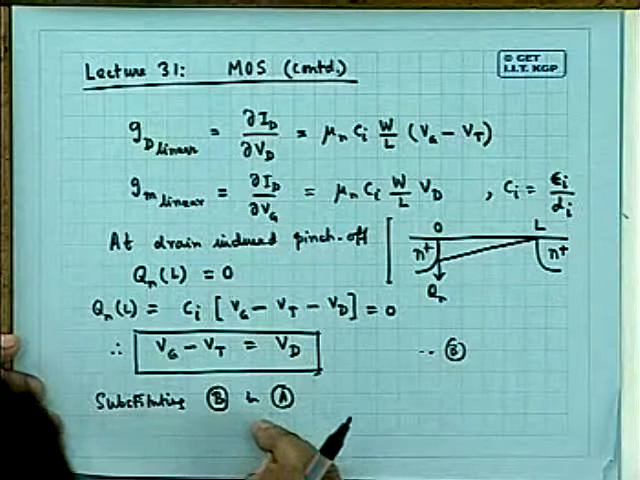 Lecture 31: MOS (contd.)
© CET
I.I.T. KGP
g_D linear = ∂I_D/∂V_D = μ_n C_i W/L (V_G - V_T)
g_m linear = ∂I_D/∂V_G = μ_n C_i W/L V_D , C_i = ε_i/d_i
At drain induced pinch-off
Q_n(L) = 0
O L
n+ n+
Q_n
Q_n(L) = C_i [V_G - V_T - V_D] = 0
∴ V_G - V_T = V_D -- (B)
Substituting (B) in (A)